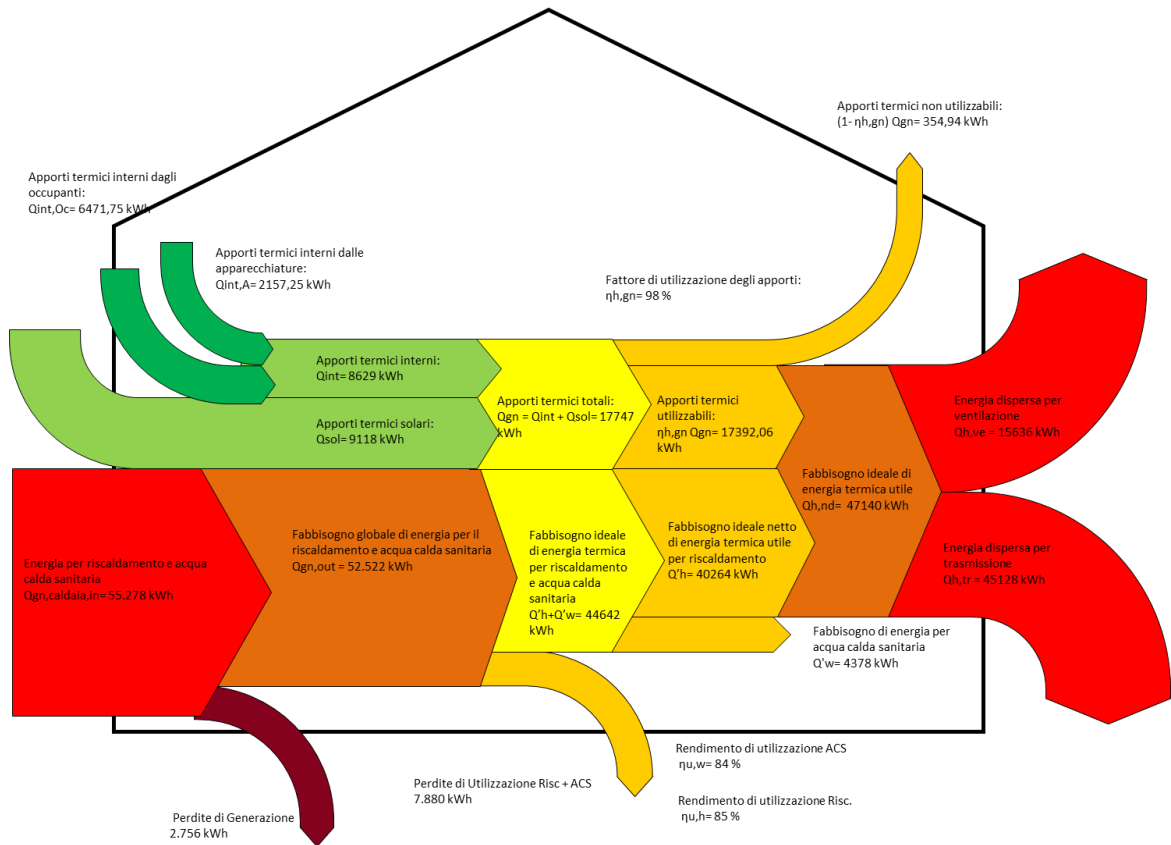 Apporti termici non utilizzabili:
(1- ηh,gn) Qgn= 354,94 kWh
Apporti termici interni dagli
occupanti:
Qint,Oc= 6471,75 kWh
Apporti termici interni dalle
apparecchiature:
Qint,A= 2157,25 kWh
Fattore di utilizzazione degli apporti:
ηh,gn= 98 %
Apporti termici interni:
Qint= 8629 kWh
Apporti termici solari:
Qsol= 9118 kWh
Apporti termici totali:
Qgn = Qint + Qsol= 17747
kWh
Apporti termici
utilizzabili:
ηh,gn Qgn= 17392,06
kWh
Energia dispersa per
ventilazione
Qh,ve = 15636 kWh
Fabbisogno ideale di
energia termica utile
Qh,nd= 47140 kWh
Energia per riscaldamento e acqua
calda sanitaria
Qgn,caldaia,in= 55.278 kWh
Fabbisogno globale di energia per il
riscaldamento e acqua calda sanitaria
Qgn,out = 52.522 kWh
Fabbisogno ideale
di energia termica
per riscaldamento
e acqua calda
sanitaria
Q’h+Q’w= 44642
kWh
Fabbisogno ideale netto
di energia termica utile
per riscaldamento
Q’h= 40264 kWh
Energia dispersa per
trasmissione
Qh,tr = 45128 kWh
Fabbisogno di energia per
acqua calda sanitaria
Q'w= 4378 kWh
Rendimento di utilizzazione ACS
ηu,w= 84 %
Perdite di Utilizzazione Risc + ACS
7.880 kWh
Rendimento di utilizzazione Risc.
ηu,h= 85 %
Perdite di Generazione
2.756 kWh